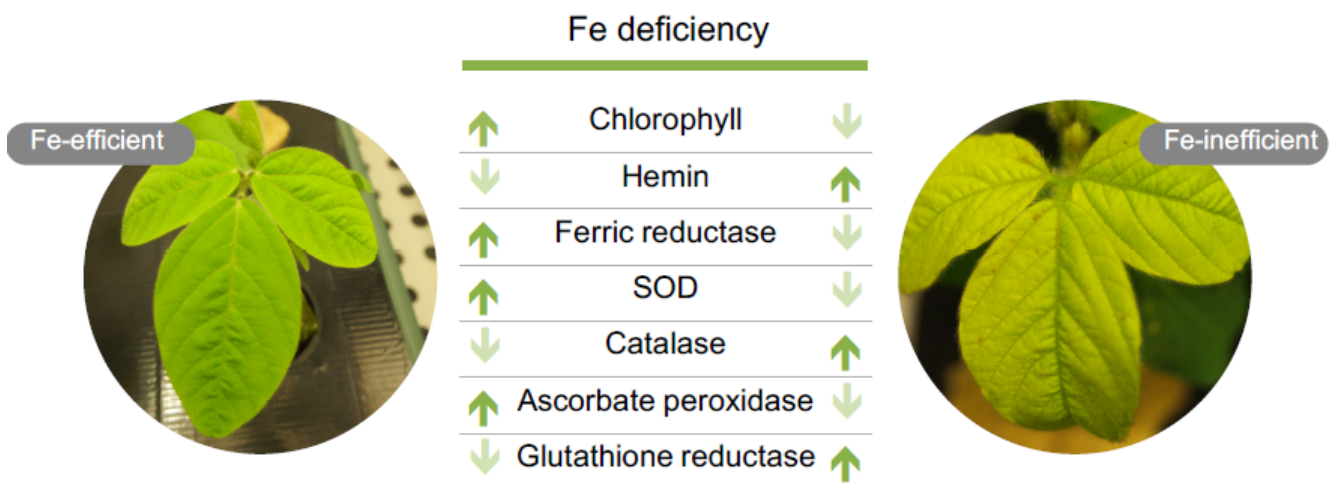 Fe deficiency
Fe-efficient
Fe-inefficient
Chlorophyll
Hemin
Ferric reductase
SOD
Catalase
Ascorbate peroxidase
Glutathione reductase